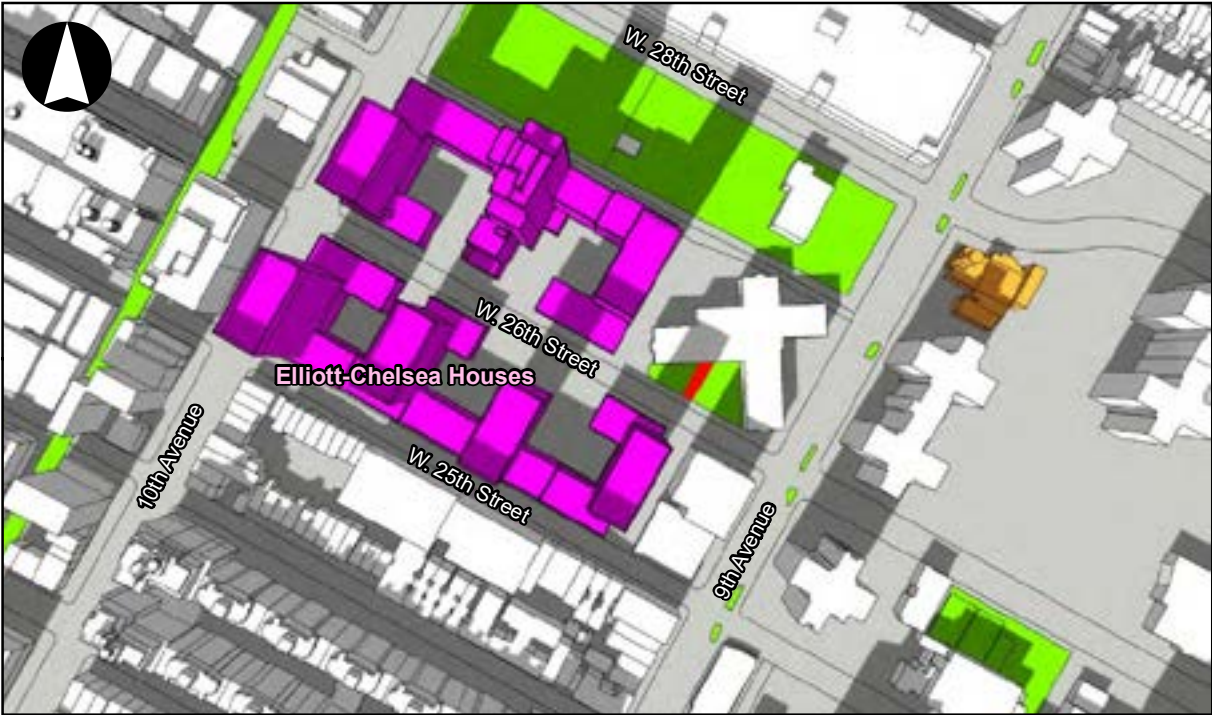 W. 28th Street
W. 26th Street
Elliott-Chelsea Houses
10th Avenue
W. 25th Street
9th Avenue